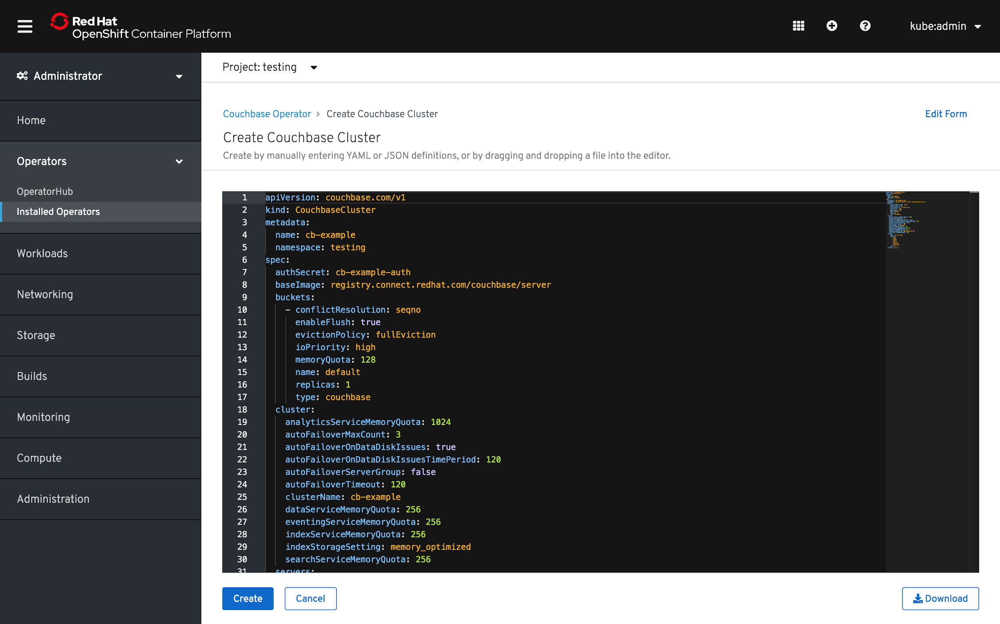 Red Hat
OpenShift Container Platform
kube:admin
Administrator
Home
Operators
OperatorHub
Installed Operators
Workloads
Networking
Storage
Builds
Monitoring
Compute
Administration
Project: testing
Couchbase Operator > Create Couchbase Cluster
Edit Form
Create Couchbase Cluster
Create by manually entering YAML or JSON definitions, or by dragging and dropping a file into the editor.
1 apiVersion: couchbase.com/v1
2 kind: CouchbaseCluster
3 metadata:
4 name: cb-example
5 namespace: testing
6 spec:
7 authSecret: cb-example-auth
8 baseImage: registry.connect.redhat.com/couchbase/server
9 buckets:
10 - conflictResolution: seqno
11 enableFlush: true
12 evictionPolicy: fullEviction
13 ioPriority: high
14 memoryQuota: 128
15 name: default
16 replicas: 1
17 type: couchbase
18 cluster:
19 analyticsServiceMemoryQuota: 1024
20 autoFailoverMaxCount: 3
21 autoFailoverOnDataDiskIssues: true
22 autoFailoverOnDataDiskIssuesTimePeriod: 120
23 autoFailoverServerGroup: false
24 autoFailoverTimeout: 120
25 clusterName: cb-example
26 dataServiceMemoryQuota: 256
27 eventingServiceMemoryQuota: 256
28 indexServiceMemoryQuota: 256
29 indexStorageSetting: memory_optimized
30 searchServiceMemoryQuota: 256
31 servers:
Create
Cancel
Download